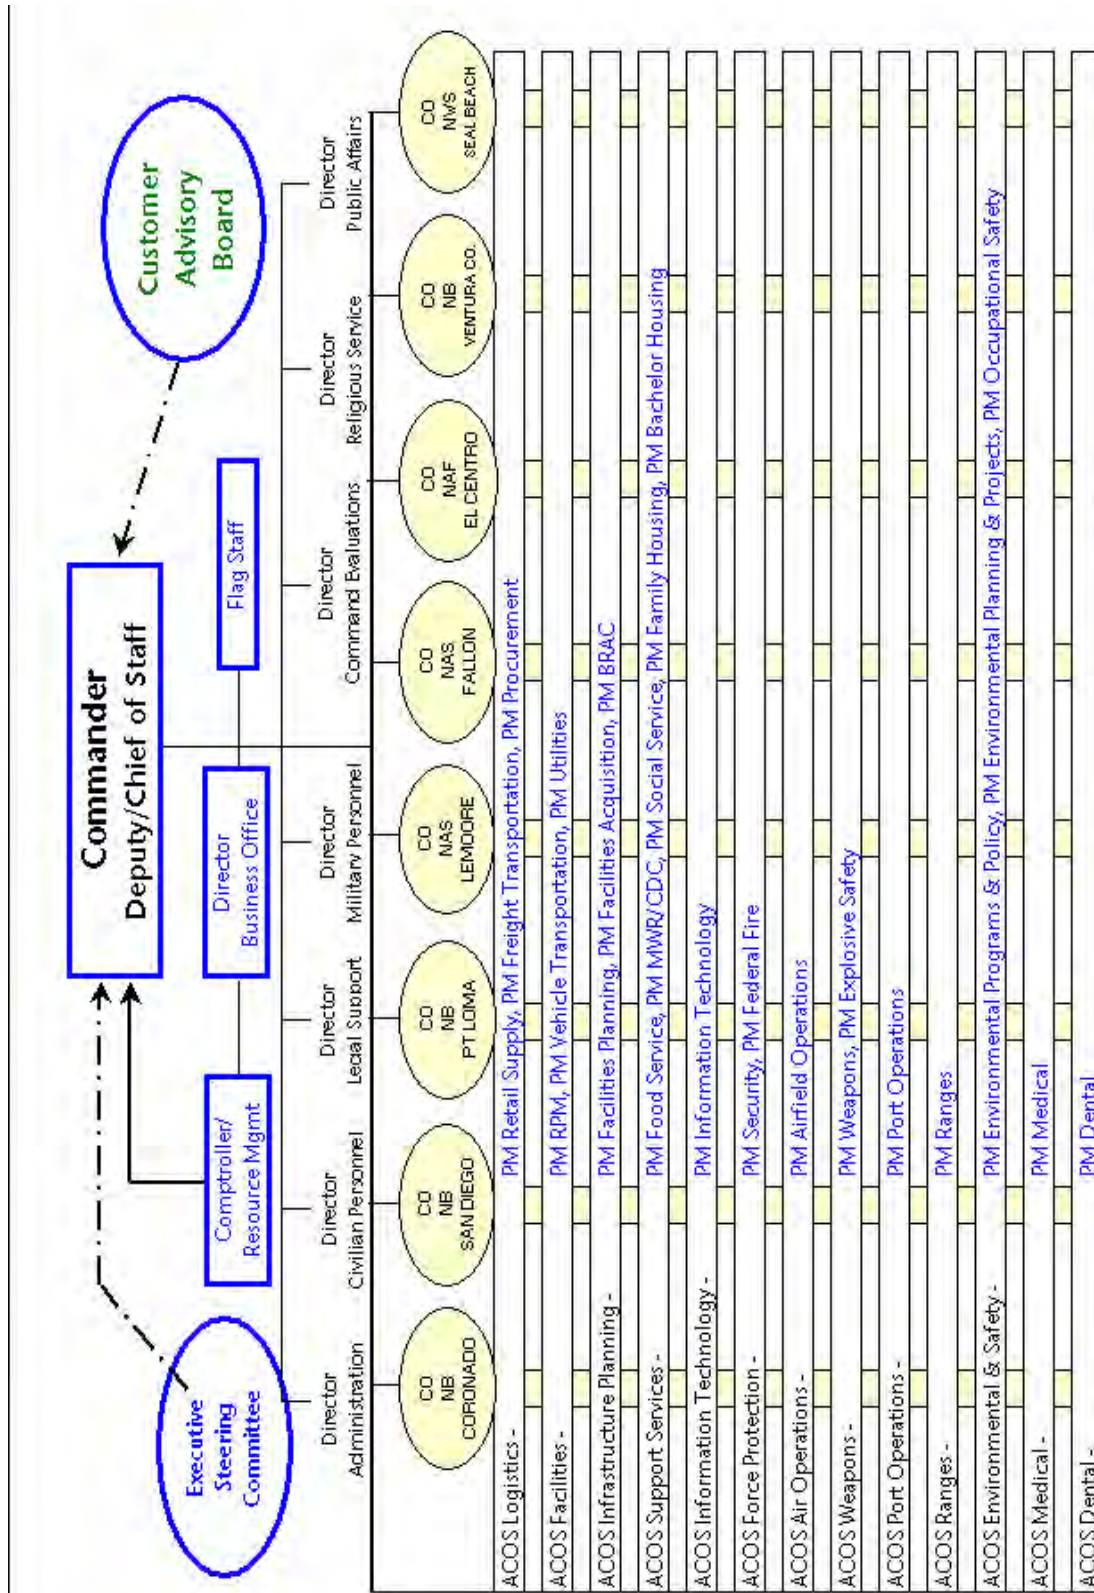 Commander
Deputy/Chief of Staff
Customer
Advisory
Board
Executive
Steering
Committee
Comptroller/
Resource Mgmt
Director
Business Office
Flag Staff
Director
Administration
Director
Civilian Personnel
Director
Legal Support
Director
Military Personnel
Director
Command Evaluations
Director
Religious Service
Director
Public Affairs
CO
NB
CORONADO
CO
NB
SAN DIEGO
CO
NB
PT LOMA
CO
NAS
LEMOORE
CO
NAS
FALLON
CO
NAF
EL CENTRO
CO
NB
VENTURA CO.
CO
NWS
SEAL BEACH
ACOS Logistics - PM Retail Supply, PM Freight Transportation, PM Procurement
ACOS Facilities - PM RPM, PM Vehicle Transportation, PM Utilities
ACOS Infrastructure Planning - PM Facilities Planning, PM Facilities Acquisition, PM BRAC
ACOS Support Services - PM Food Service, PM MWR/CDC, PM Social Service, PM Family Housing, PM Bachelor Housing
ACOS Information Technology - PM Information Technology
ACOS Force Protection - PM Security, PM Federal Fire
ACOS Air Operations - PM Airfield Operations
ACOS Weapons - PM Weapons, PM Explosive Safety
ACOS Port Operations - PM Port Operations
ACOS Ranges - PM Ranges
ACOS Environmental & Safety - PM Environmental Programs & Policy, PM Environmental Planning & Projects, PM Occupational Safety
ACOS Medical - PM Medical
ACOS Dental - PM Dental